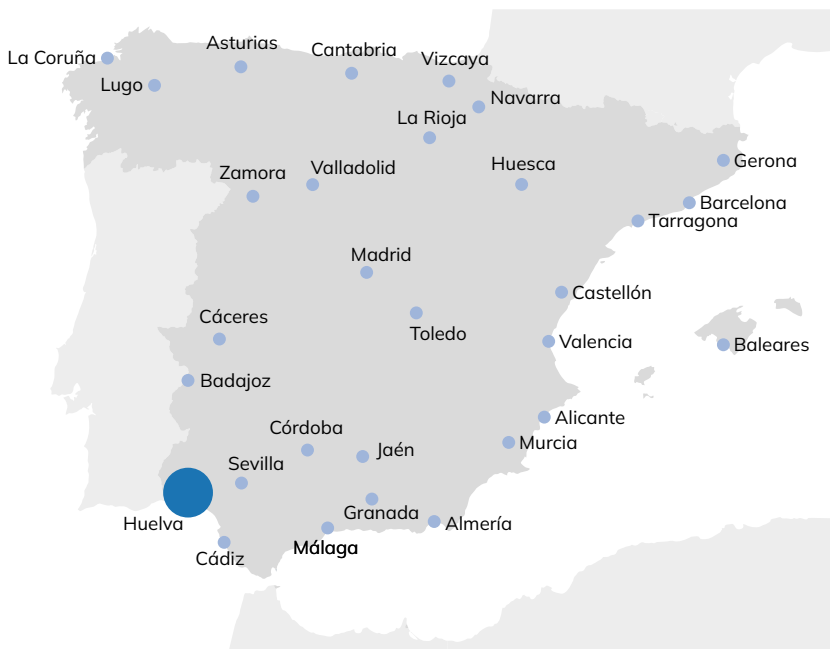 Asturias
Cantabria
La Coruña
Vizcaya
Lugo
Navarra
La Rioja
Gerona
Huesca
Valladolid
Zamora
Barcelona
Tarragona
Madrid
Castellón
Cáceres
Toledo
Valencia
Baleares
Badajoz
Alicante
Córdoba
Murcia
Jaén
Sevilla
Granada
Huelva
Almería
Málaga
Cádiz